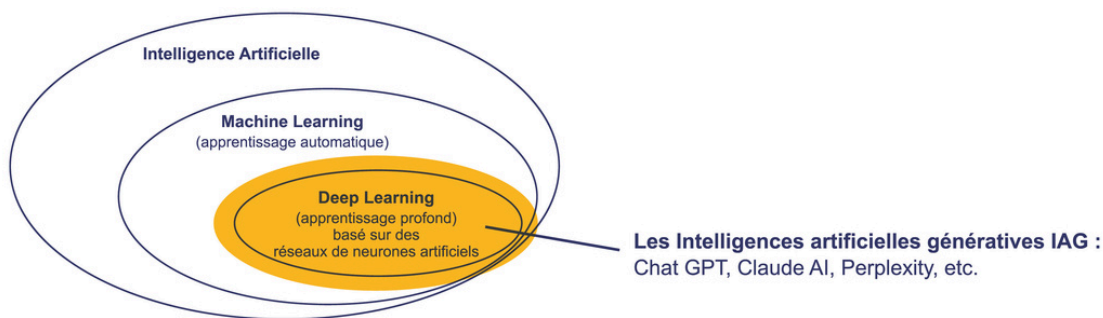 Intelligence Artificielle
Machine Learning
(apprentissage automatique)
Deep Learning
(apprentissage profond)
basé sur des
réseaux de neurones artificiels
Les Intelligences artificielles génératives IAG :
Chat GPT, Claude AI, Perplexity, etc.